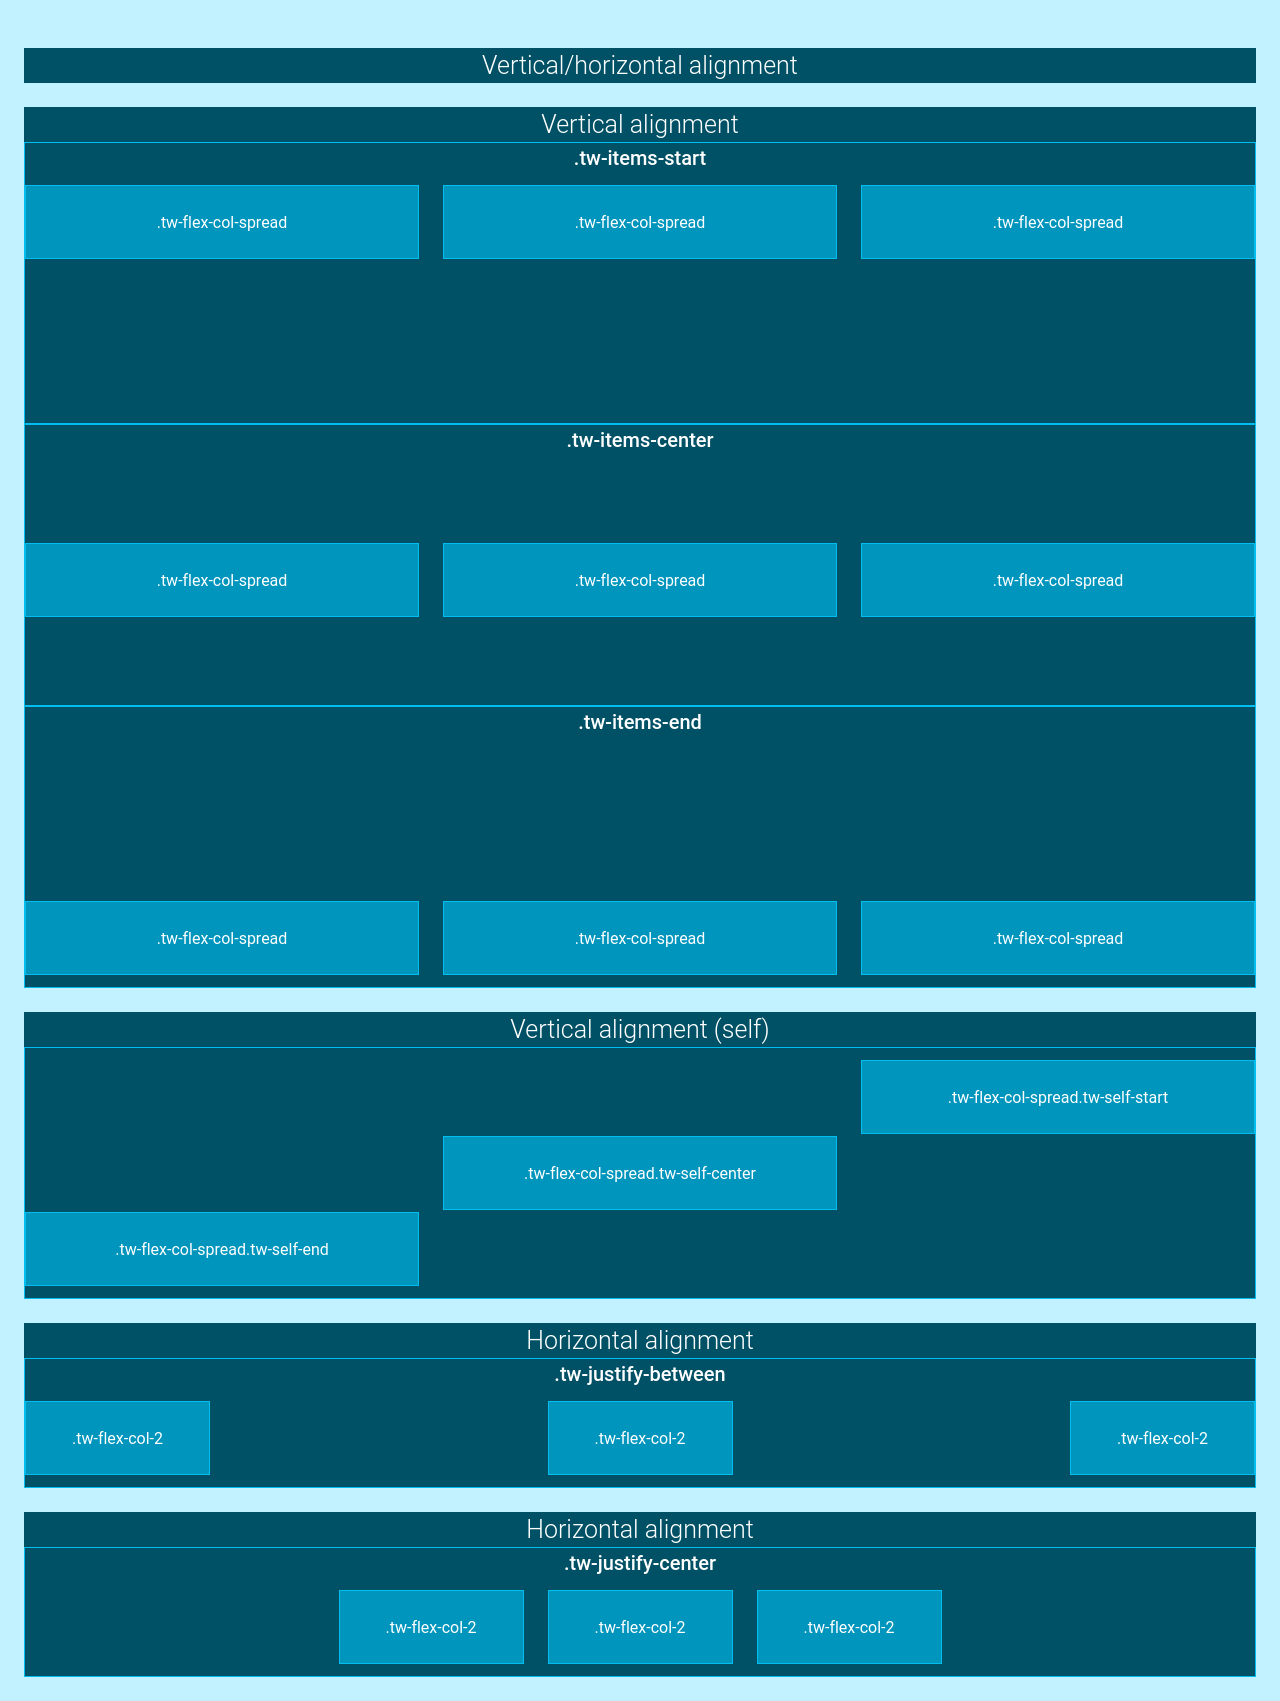 Vertical/horizontal alignment
Vertical alignment
.tw-items-start
.tw-flex-col-spread .tw-flex-col-spread .tw-flex-col-spread
.tw-items-center
.tw-flex-col-spread .tw-flex-col-spread .tw-flex-col-spread
.tw-items-end
.tw-flex-col-spread .tw-flex-col-spread .tw-flex-col-spread
Vertical alignment (self)
.tw-flex-col-spread.tw-self-start
.tw-flex-col-spread.tw-self-center
.tw-flex-col-spread.tw-self-end
Horizontal alignment
.tw-justify-between
.tw-flex-col-2 .tw-flex-col-2 .tw-flex-col-2
Horizontal alignment
.tw-justify-center
.tw-flex-col-2 .tw-flex-col-2 .tw-flex-col-2